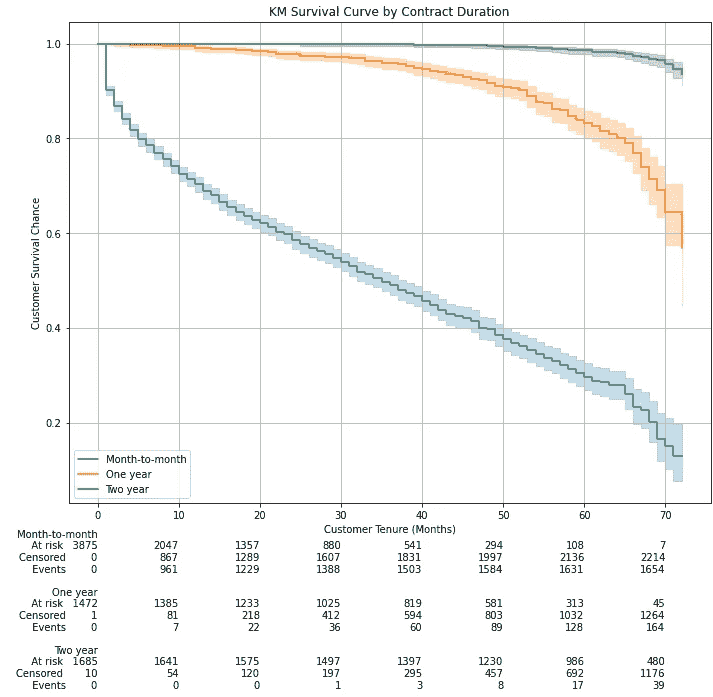 KM Survival Curve by Contract Duration
1.0
0.8
0.6
0.4
0.2
Customer Survival Chance
Month-to-month
One year
Two year
0 10 20 30 40 50 60 70
Customer Tenure (Months)
Month-to-month
At risk 3875 2047 1357 880 541 294 108 7
Censored 0 867 1289 1607 1831 1997 2136 2214
Events 0 961 1229 1388 1503 1584 1631 1654
One year
At risk 1472 1385 1233 1025 819 581 313 45
Censored 1 81 218 412 594 803 1032 1264
Events 0 7 22 36 60 89 128 164
Two year
At risk 1685 1641 1575 1497 1397 1230 986 480
Censored 10 54 120 197 295 457 692 1176
Events 0 0 0 1 3 8 17 39